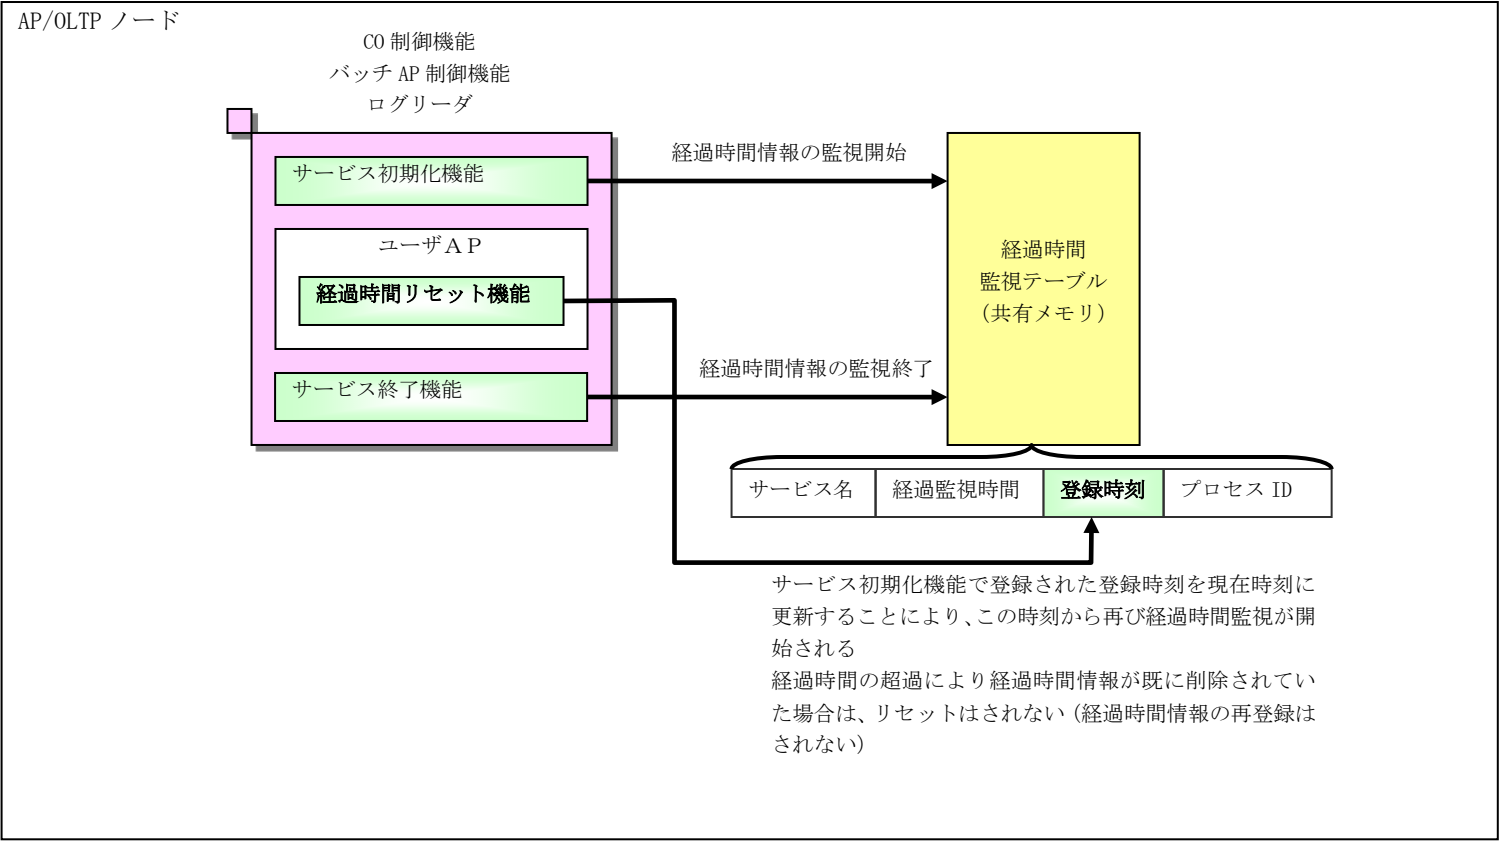 AP/OLTP ノード
CO 制御機能
バッチ AP 制御機能
ログリーダ
サービス初期化機能
ユーザＡＰ
経過時間リセット機能
サービス終了機能
経過時間情報の監視開始
経過時間情報の監視終了
経過時間
監視テーブル
（共有メモリ）
サービス名 経過監視時間 登録時刻 プロセス ID
サービス初期化機能で登録された登録時刻を現在時刻に
更新することにより、この時刻から再び経過時間監視が開
始される
経過時間の超過により経過時間情報が既に削除されてい
た場合は、リセットはされない（経過時間情報の再登録は
されない）